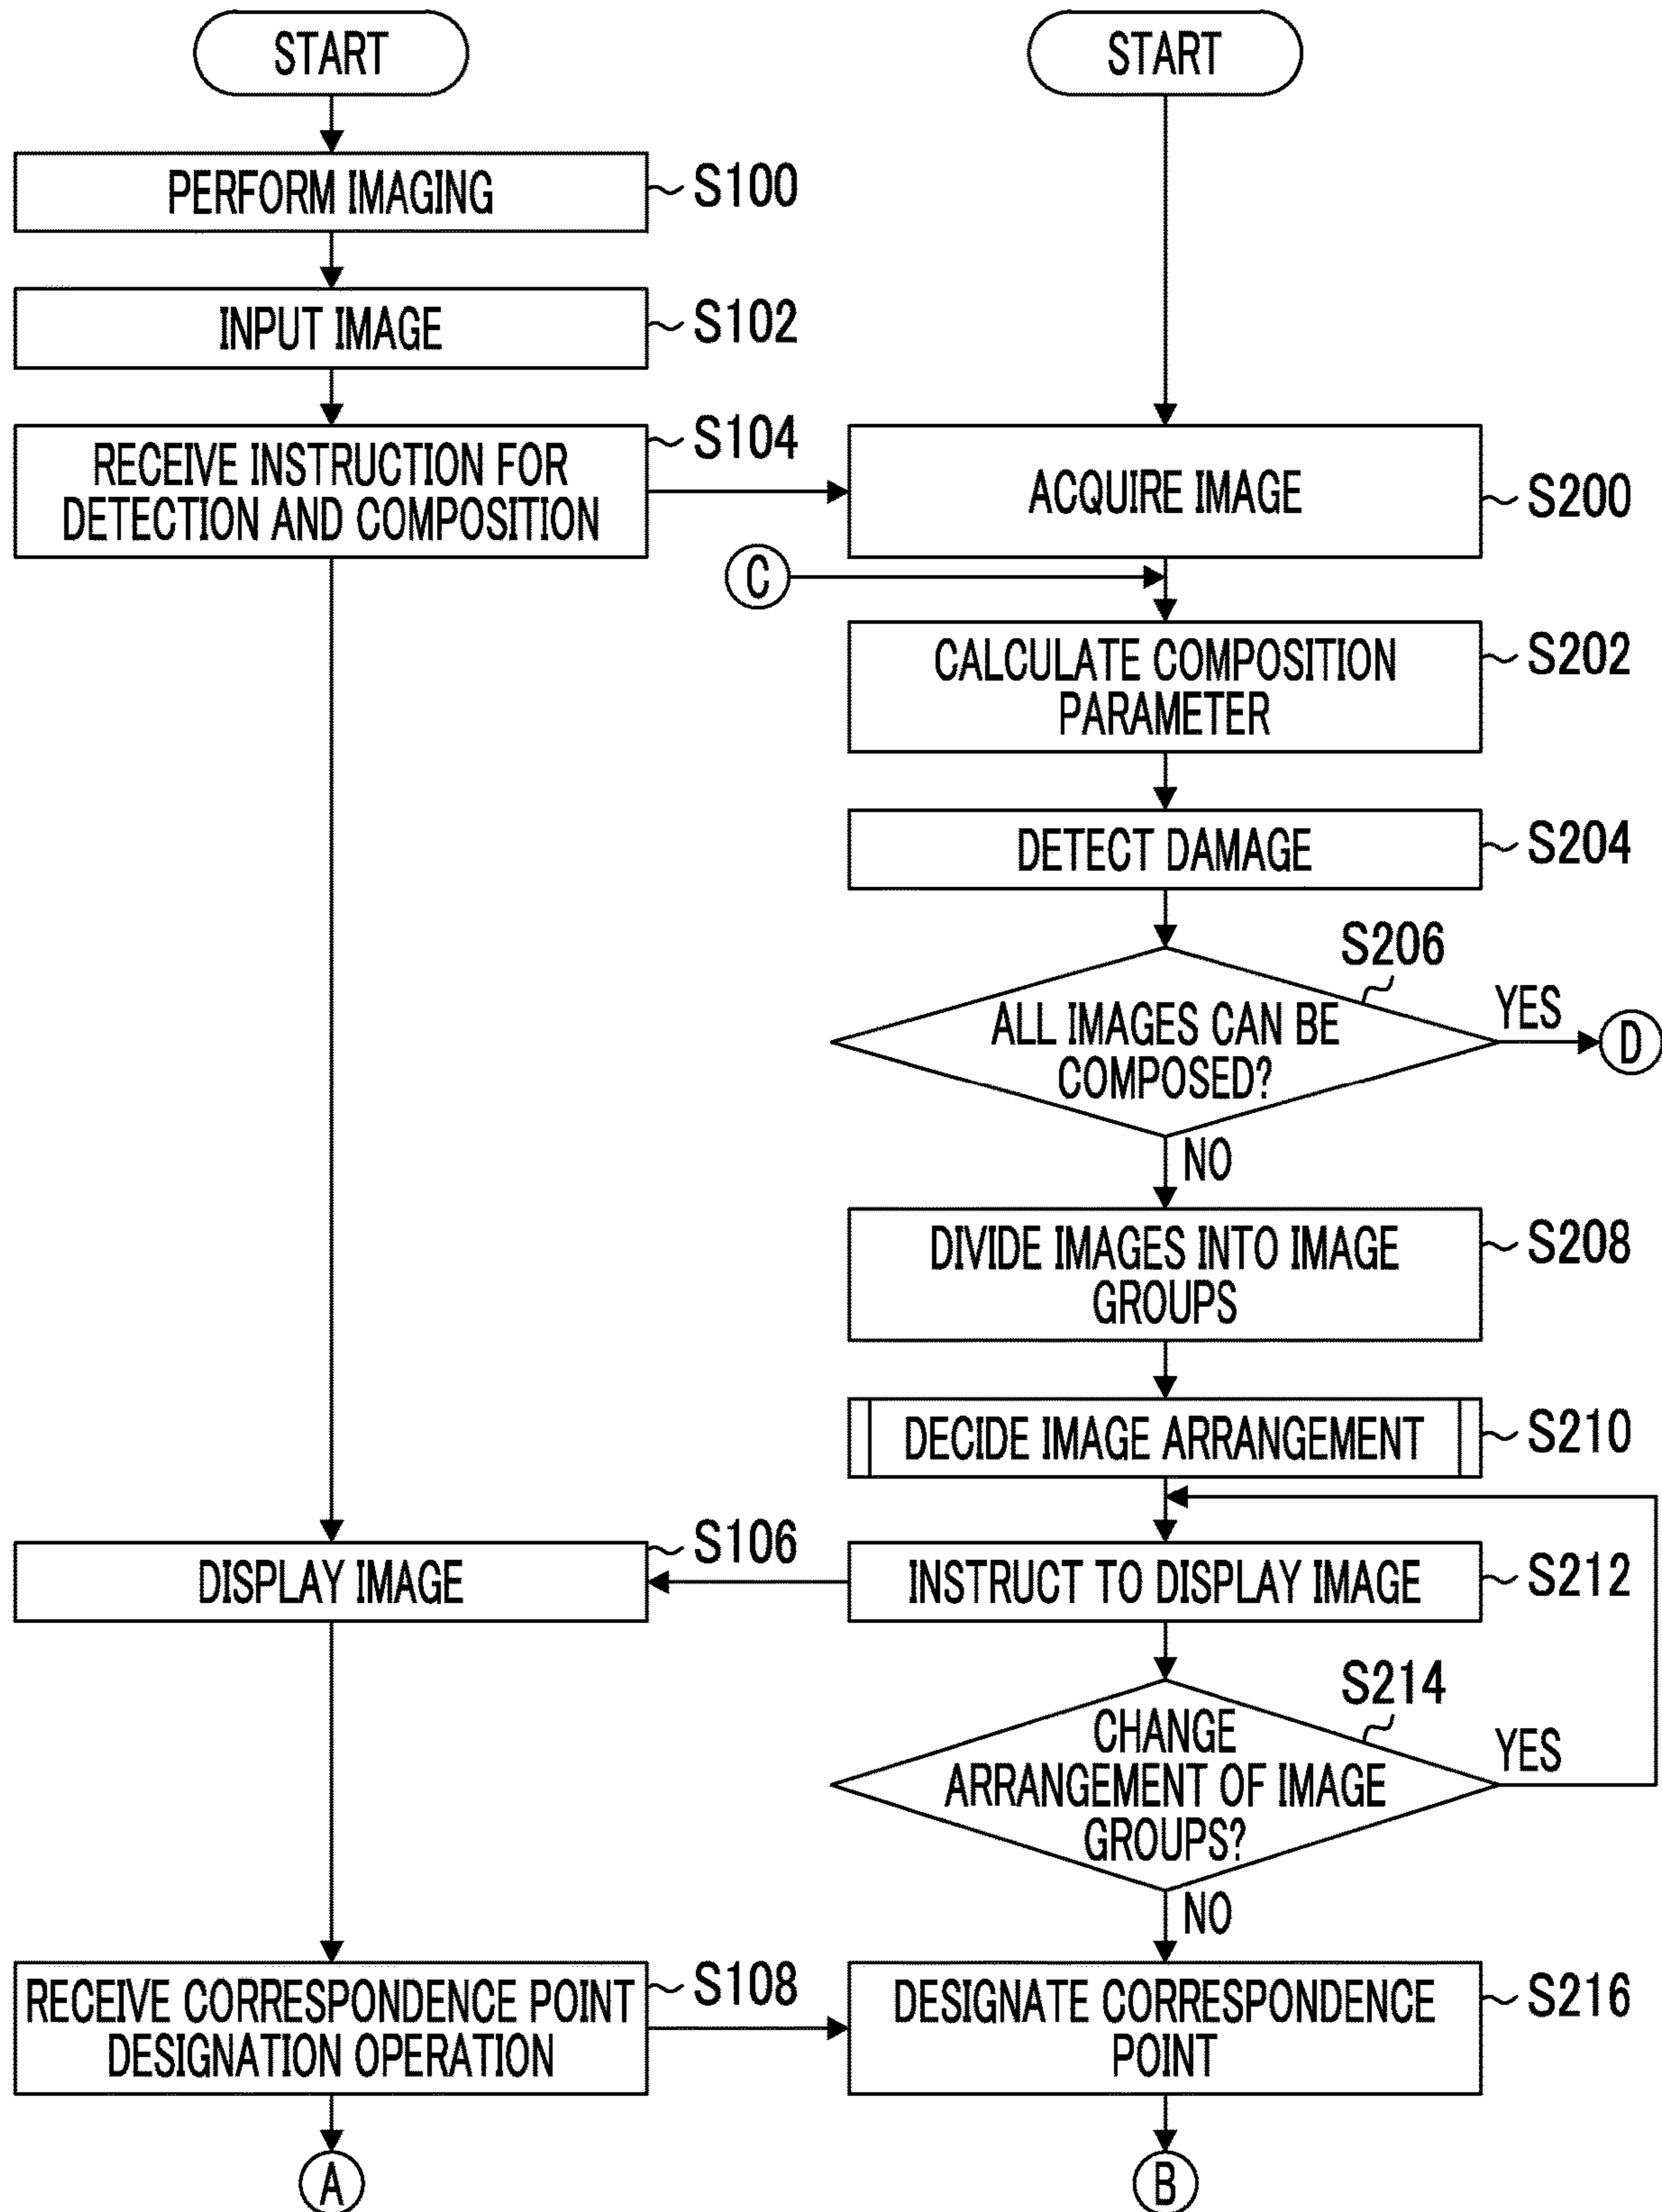 START
START
PERFORM IMAGING
S100
INPUT IMAGE
S102
RECEIVE INSTRUCTION FOR
DETECTION AND COMPOSITION
S104
ACQUIRE IMAGE
S200
C
CALCULATE COMPOSITION
PARAMETER
S202
DETECT DAMAGE
S204
S206
ALL IMAGES CAN BE
COMPOSED?
YES
D
NO
DIVIDE IMAGES INTO IMAGE
GROUPS
S208
DECIDE IMAGE ARRANGEMENT
S210
DISPLAY IMAGE
S106
INSTRUCT TO DISPLAY IMAGE
S212
S214
CHANGE
ARRANGEMENT OF IMAGE
GROUPS?
YES
NO
RECEIVE CORRESPONDENCE POINT
DESIGNATION OPERATION
S108
DESIGNATE CORRESPONDENCE
POINT
S216
A
B